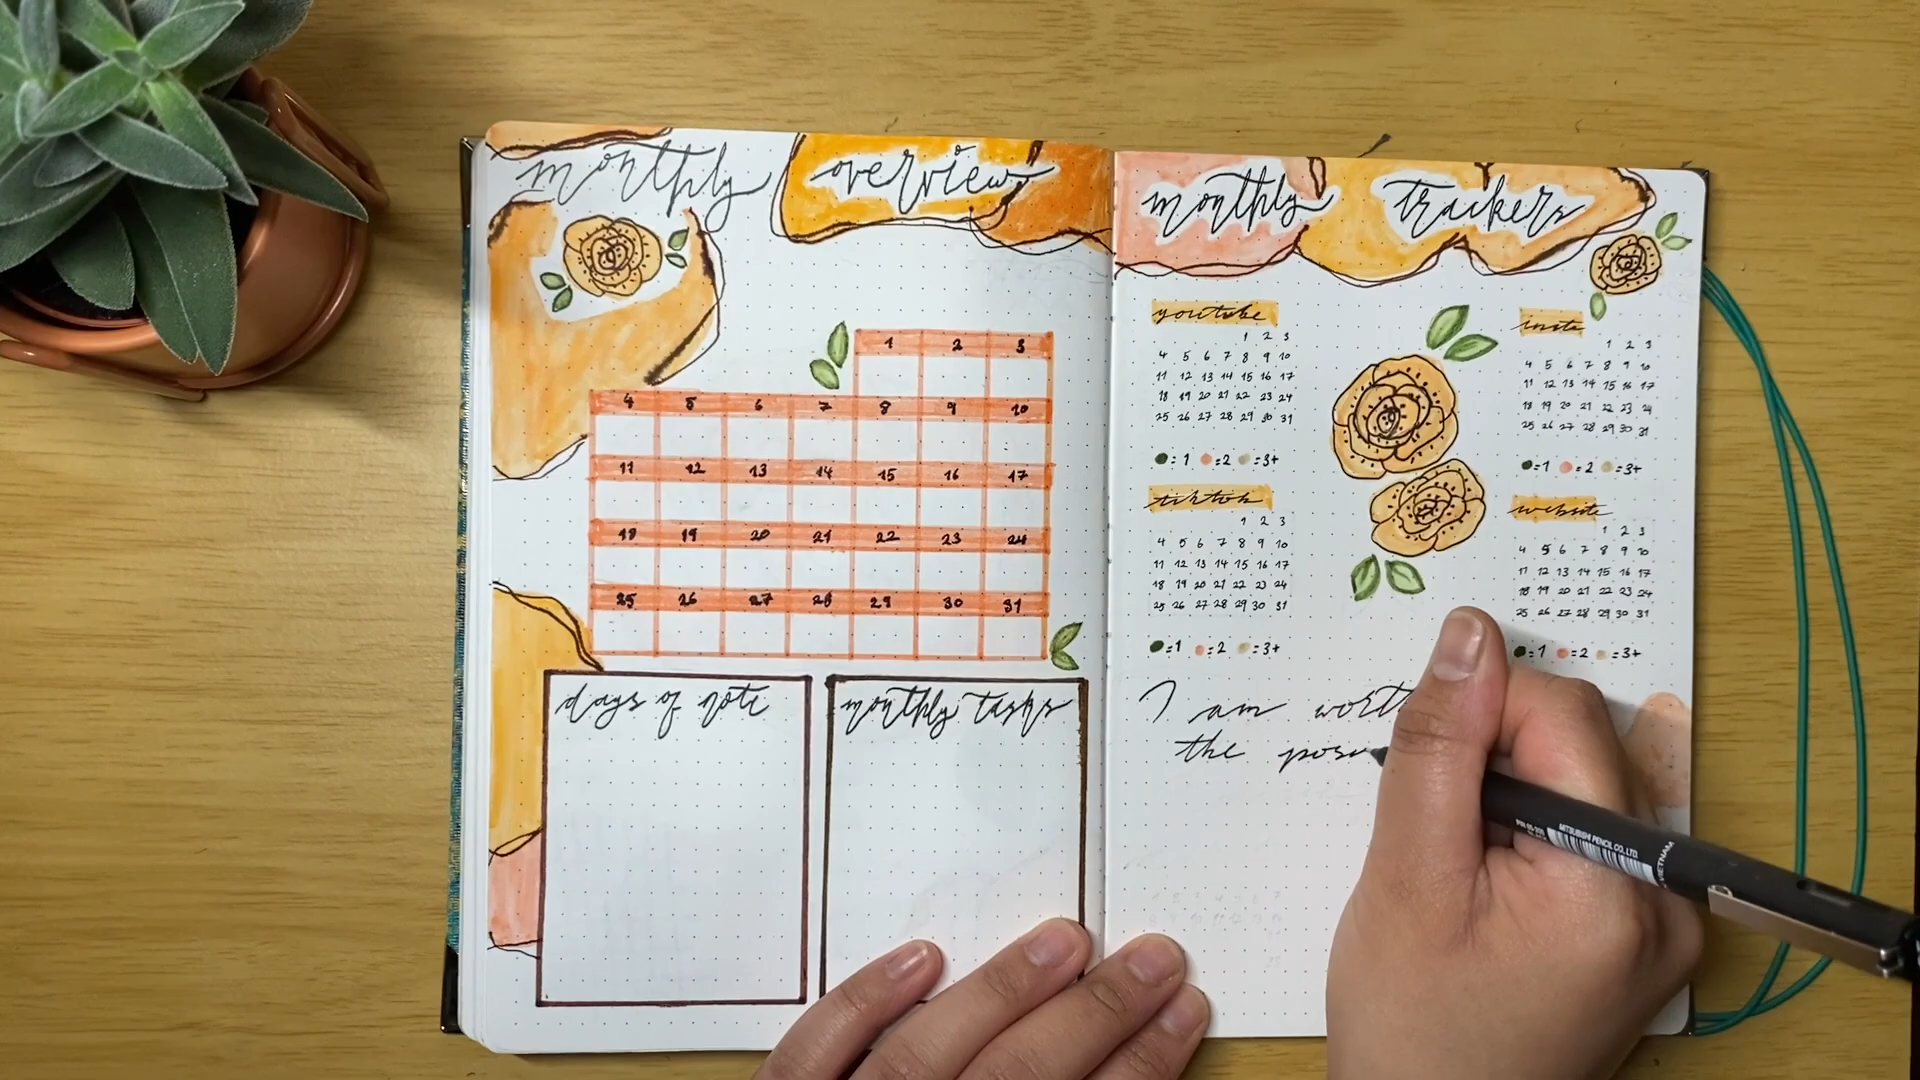 monthly overview
1 2 3
4 5 6 7 8 9 10
11 12 13 14 15 16 17
18 19 20 21 22 23 24
25 26 27 28 29 30 31
days of note
monthly tasks
monthly trackers
youtube
1 2 3
4 5 6 7 8 9 10
11 12 13 14 15 16 17
18 19 20 21 22 23 24
25 26 27 28 29 30 31
=1 =2 =3+
insta
1 2 3
4 5 6 7 8 9 10
11 12 13 14 15 16 17
18 19 20 21 22 23 24
25 26 27 28 29 30 31
=1 =2 =3+
tiktok
1 2 3
4 5 6 7 8 9 10
11 12 13 14 15 16 17
18 19 20 21 22 23 24
25 26 27 28 29 30 31
=1 =2 =3+
website
1 2 3
4 5 6 7 8 9 10
11 12 13 14 15 16 17
18 19 20 21 22 23 24
25 26 27 28 29 30 31
=1 =2 =3+
I am wort
the pos
MITSUBISHI PENCIL CO., LTD.
VIETNAM